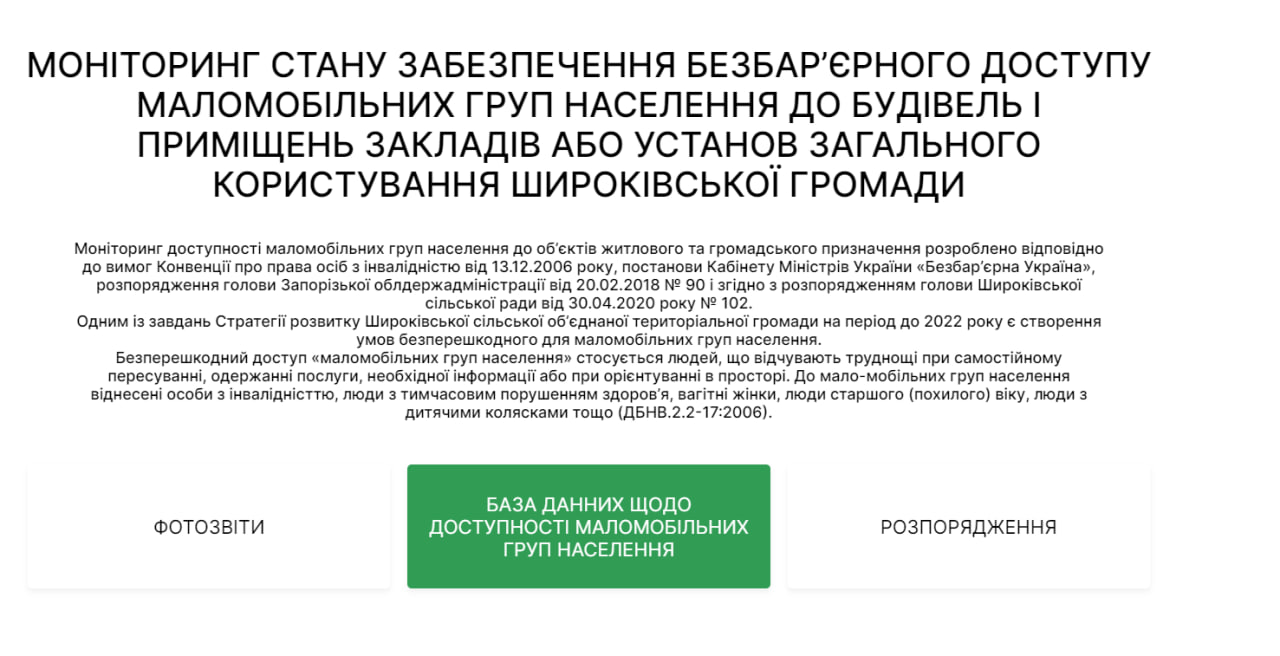 МОНІТОРИНГ СТАНУ ЗАБЕЗПЕЧЕННЯ БЕЗБАР’ЄРНОГО ДОСТУПУ
МАЛОМОБІЛЬНИХ ГРУП НАСЕЛЕННЯ ДО БУДІВЕЛЬ І
ПРИМІЩЕНЬ ЗАКЛАДІВ АБО УСТАНОВ ЗАГАЛЬНОГО
КОРИСТУВАННЯ ШИРОКІВСЬКОЇ ГРОМАДИ
Моніторинг доступності маломобільних груп населення до об’єктів житлового та громадського призначення розроблено відповідно
до вимог Конвенції про права осіб з інвалідністю від 13.12.2006 року, постанови Кабінету Міністрів України «Безбар’єрна Україна»,
розпорядження голови Запорізької облдержадміністрації від 20.02.2018 № 90 і згідно з розпорядженням голови Широківської
сільської ради від 30.04.2020 року № 102.
Одним із завдань Стратегії розвитку Широківської сільської об’єднаної територіальної громади на період до 2022 року є створення
умов безперешкодного для маломобільних груп населення.
Безперешкодний доступ «маломобільних груп населення» стосується людей, що відчувають труднощі при самостійному
пересуванні, одержанні послуги, необхідної інформації або при орієнтуванні в просторі. До мало-мобільних груп населення
віднесені особи з інвалідністтю, люди з тимчасовим порушенням здоров’я, вагітні жінки, люди старшого (похилого) віку, люди з
дитячими колясками тощо (ДБНВ.2.2-17:2006).
ФОТОЗВІТИ
БАЗА ДАННИХ ЩОДО
ДОСТУПНОСТІ МАЛОМОБІЛЬНИХ
ГРУП НАСЕЛЕННЯ
РОЗПОРЯДЖЕННЯ